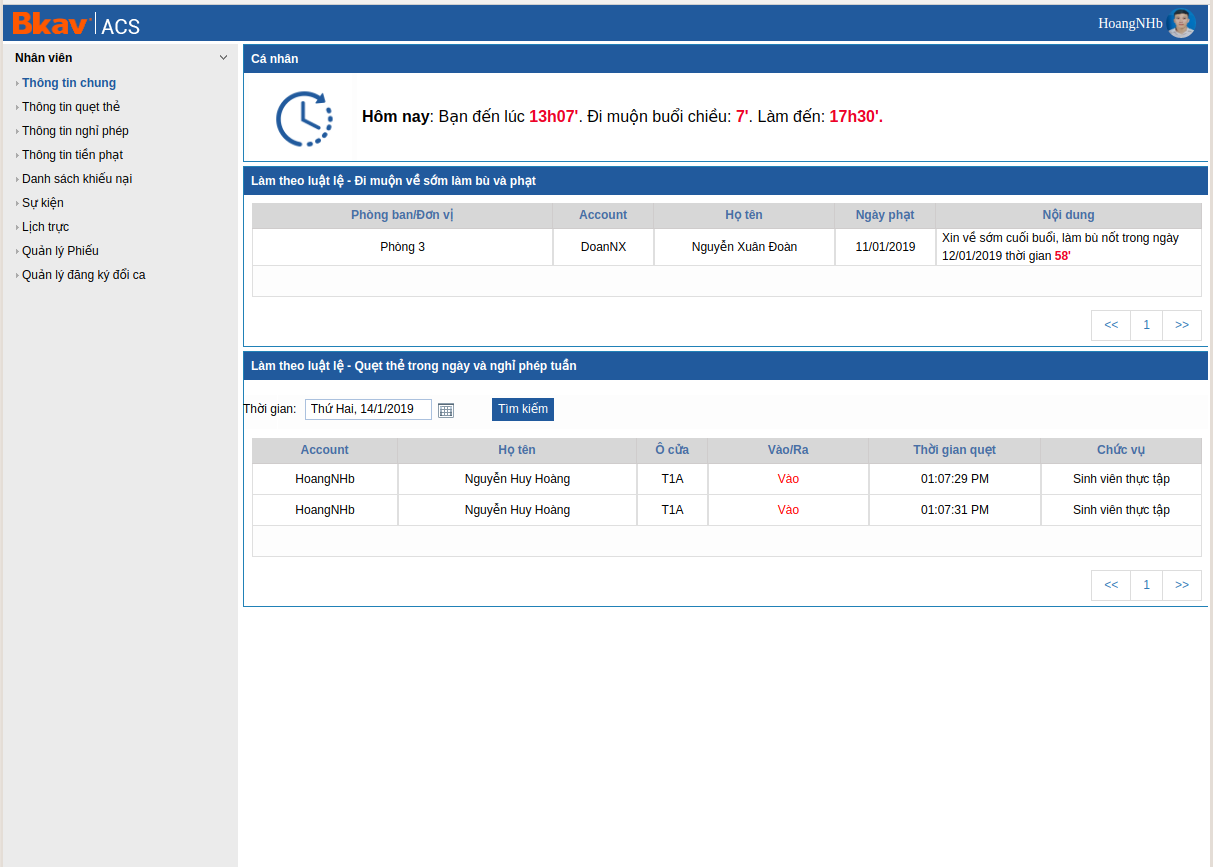 Bkav ACS
HoangNHb
Nhân viên
Thông tin chung
Thông tin quẹt thẻ
Thông tin nghỉ phép
Thông tin tiền phạt
Danh sách khiếu nại
Sự kiện
Lịch trực
Quản lý Phiếu
Quản lý đăng ký đổi ca
Cá nhân
Hôm nay: Bạn đến lúc 13h07'. Đi muộn buổi chiều: 7'. Làm đến: 17h30'.
Làm theo luật lệ - Đi muộn về sớm làm bù và phạt
Phòng ban/Đơn vị Account Họ tên Ngày phạt Nội dung
Phòng 3 DoanNX Nguyễn Xuân Đoàn 11/01/2019 Xin về sớm cuối buổi, làm bù nốt trong ngày
12/01/2019 thời gian 58'
<< 1 >>
Làm theo luật lệ - Quẹt thẻ trong ngày và nghỉ phép tuần
Thời gian: Thứ Hai, 14/1/2019 Tìm kiếm
Account Họ tên Ô cửa Vào/Ra Thời gian quẹt Chức vụ
HoangNHb Nguyễn Huy Hoàng T1A Vào 01:07:29 PM Sinh viên thực tập
HoangNHb Nguyễn Huy Hoàng T1A Vào 01:07:31 PM Sinh viên thực tập
<< 1 >>